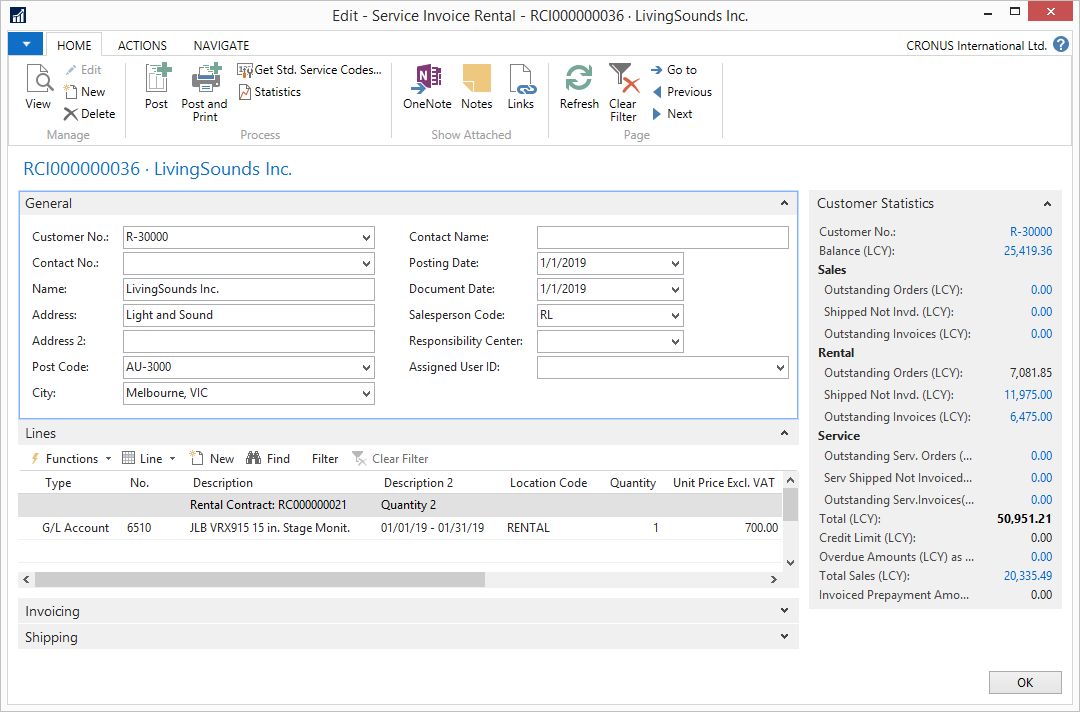 Edit - Service Invoice Rental - RCI000000036 · LivingSounds Inc.
HOME ACTIONS NAVIGATE CRONUS International Ltd. ?
View Edit New Delete
Manage
Post Post and Print Get Std. Service Codes... Statistics
Process
OneNote Notes Links
Show Attached
Refresh Clear Filter Go to Previous Next
Page
RCI000000036 · LivingSounds Inc.
General
Customer No.: R-30000
Contact No.:
Name: LivingSounds Inc.
Address: Light and Sound
Address 2:
Post Code: AU-3000
City: Melbourne, VIC
Contact Name:
Posting Date: 1/1/2019
Document Date: 1/1/2019
Salesperson Code: RL
Responsibility Center:
Assigned User ID:
Lines
Functions Line New Find Filter Clear Filter
Type No. Description Description 2 Location Code Quantity Unit Price Excl. VAT
Rental Contract: RC000000021 Quantity 2
G/L Account 6510 JLB VRX915 15 in. Stage Monit. 01/01/19 - 01/31/19 RENTAL 1 700.00
Invoicing
Shipping
Customer Statistics
Customer No.: R-30000
Balance (LCY): 25,419.36
Sales
Outstanding Orders (LCY): 0.00
Shipped Not Invd. (LCY): 0.00
Outstanding Invoices (LCY): 0.00
Rental
Outstanding Orders (LCY): 7,081.85
Shipped Not Invd. (LCY): 11,975.00
Outstanding Invoices (LCY): 6,475.00
Service
Outstanding Serv. Orders (... 0.00
Serv Shipped Not Invoiced... 0.00
Outstanding Serv.Invoices(... 0.00
Total (LCY): 50,951.21
Credit Limit (LCY): 0.00
Overdue Amounts (LCY) as ... 0.00
Total Sales (LCY): 20,335.49
Invoiced Prepayment Amo... 0.00
OK